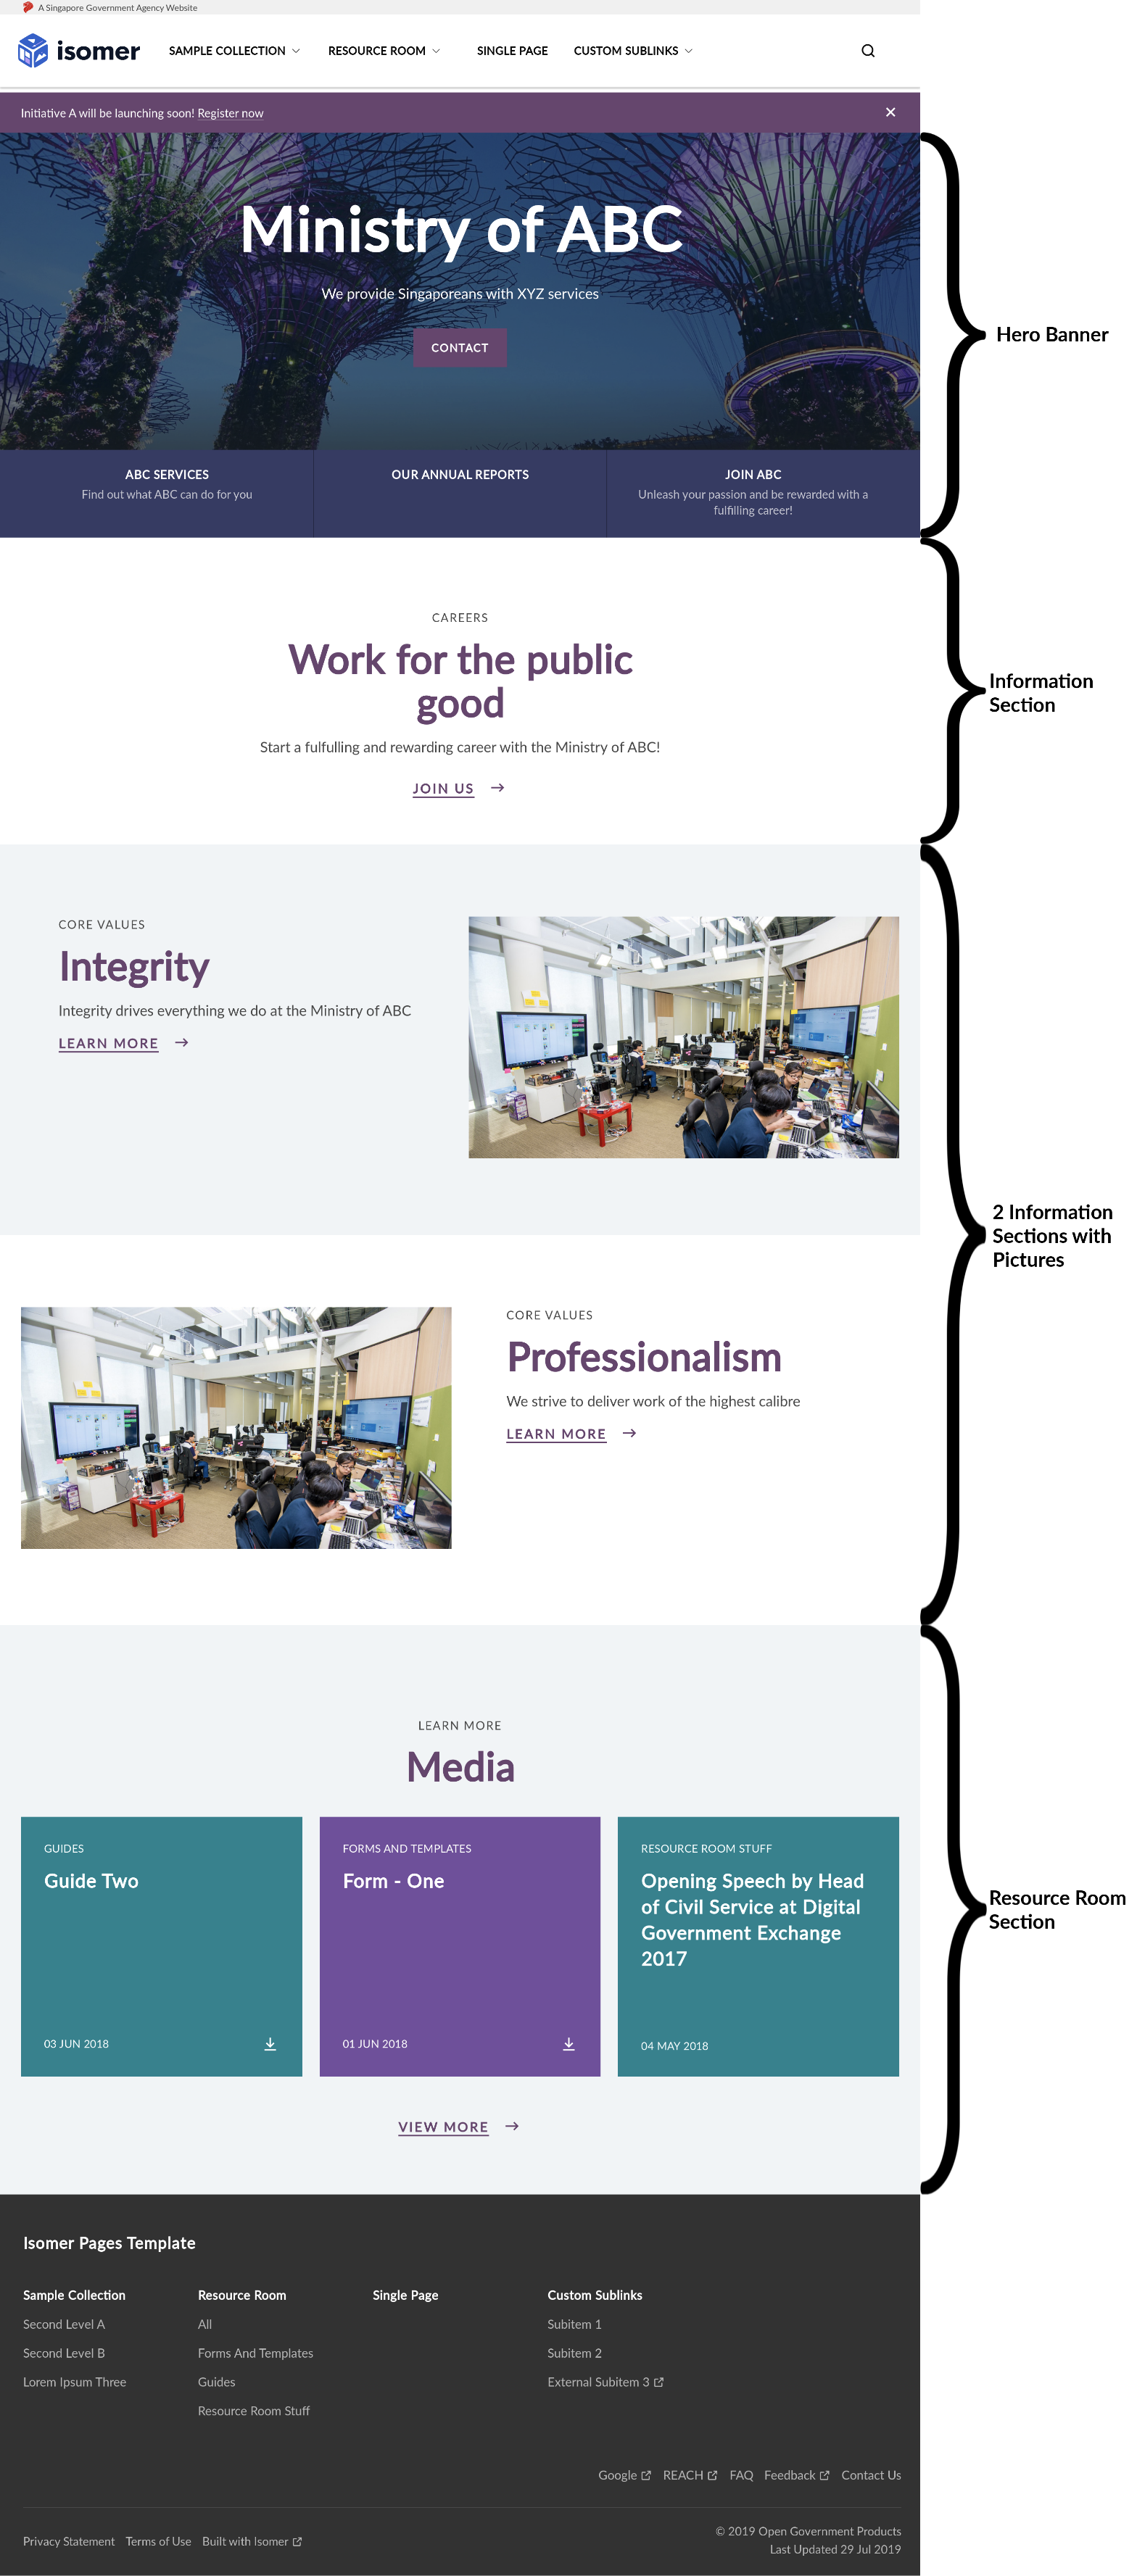 A Singapore Government Agency Website
isomer
SAMPLE COLLECTION
RESOURCE ROOM
SINGLE PAGE
CUSTOM SUBLINKS
Initiative A will be launching soon! Register now
Ministry of ABC
We provide Singaporeans with XYZ services
CONTACT
Hero Banner
ABC SERVICES
Find out what ABC can do for you
OUR ANNUAL REPORTS
JOIN ABC
Unleash your passion and be rewarded with a
fulfilling career!
CAREERS
Work for the public
good
Start a fulfulling and rewarding career with the Ministry of ABC!
JOIN US
Information
Section
CORE VALUES
Integrity
Integrity drives everything we do at the Ministry of ABC
LEARN MORE
2 Information
Sections with
Pictures
CORE VALUES
Professionalism
We strive to deliver work of the highest calibre
LEARN MORE
LEARN MORE
Media
GUIDES
Guide Two
03 JUN 2018
FORMS AND TEMPLATES
Form - One
01 JUN 2018
RESOURCE ROOM STUFF
Opening Speech by Head
of Civil Service at Digital
Government Exchange
2017
04 MAY 2018
Resource Room
Section
VIEW MORE
Isomer Pages Template
Sample Collection
Second Level A
Second Level B
Lorem Ipsum Three
Resource Room
All
Forms And Templates
Guides
Resource Room Stuff
Single Page
Custom Sublinks
Subitem 1
Subitem 2
External Subitem 3
Google REACH FAQ Feedback Contact Us
Privacy Statement Terms of Use Built with Isomer
© 2019 Open Government Products
Last Updated 29 Jul 2019